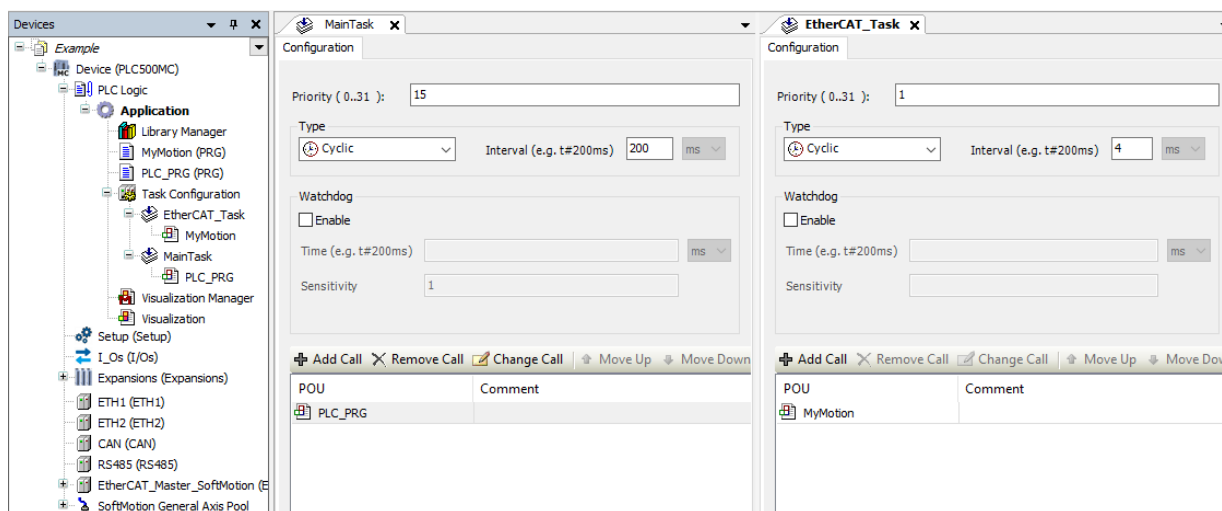 Devices
Example
Device (PLC500MC)
PLC Logic
Application
Library Manager
MyMotion (PRG)
PLC_PRG (PRG)
Task Configuration
EtherCAT_Task
MyMotion
MainTask
PLC_PRG
Visualization Manager
Visualization
Setup (Setup)
I_Os (I/Os)
Expansions (Expansions)
ETH1 (ETH1)
ETH2 (ETH2)
CAN (CAN)
RS485 (RS485)
EtherCAT_Master_SoftMotion (E
SoftMotion General Axis Pool
MainTask
Configuration
Priority ( 0..31 ): 15
Type
Cyclic Interval (e.g. t#200ms) 200 ms
Watchdog
Enable
Time (e.g. t#200ms) ms
Sensitivity 1
Add Call Remove Call Change Call Move Up Move Down
POU Comment
PLC_PRG
EtherCAT_Task
Configuration
Priority ( 0..31 ): 1
Type
Cyclic Interval (e.g. t#200ms) 4 ms
Watchdog
Enable
Time (e.g. t#200ms) ms
Sensitivity
Add Call Remove Call Change Call Move Up Move Do
POU Comment
MyMotion